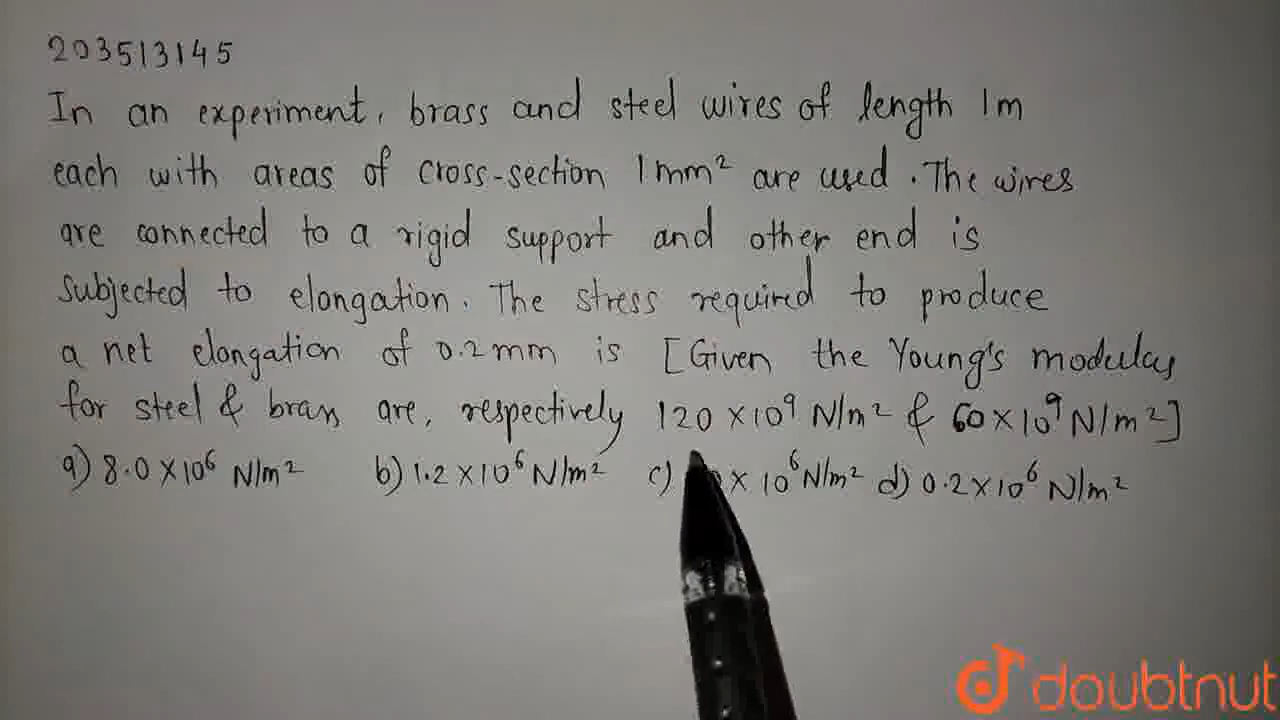 203513145
In an experiment, brass and steel wires of length 1m
each with areas of cross-section 1mm² are used. The wires
are connected to a rigid support and other end is
subjected to elongation. The stress required to produce
a net elongation of 0.2mm is [Given the Young's modulus
for steel & brass are, respectively 120×10⁹ N/m² & 60×10⁹ N/m²]
a) 8.0×10⁶ N/m² b) 1.2×10⁶ N/m² c) 0×10⁶ N/m² d) 0.2×10⁶ N/m²
doubtnut